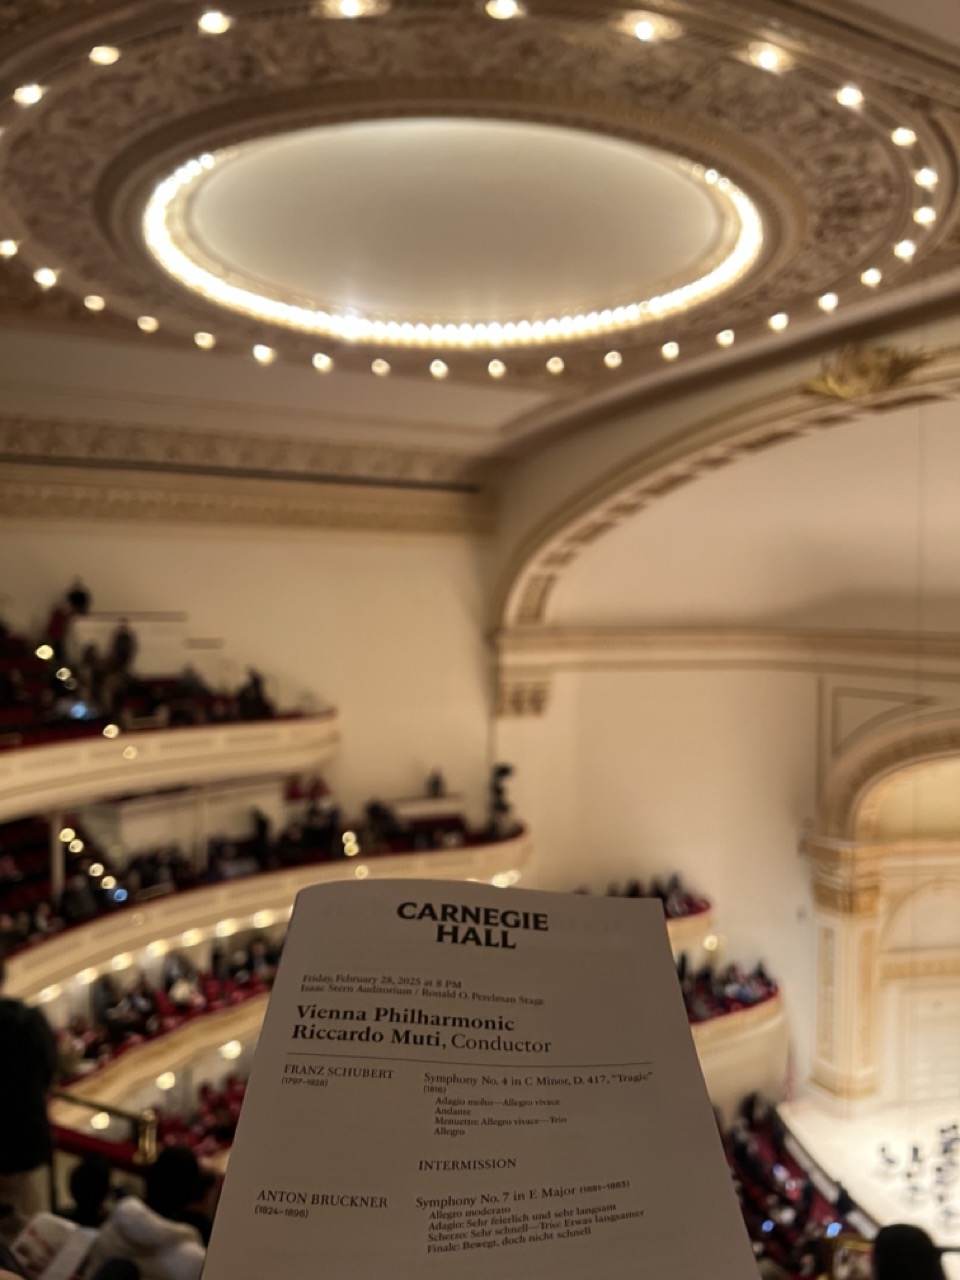 CARNEGIE
HALL
Friday, February 28, 2025 at 8 PM
Isaac Stern Auditorium / Ronald O. Perelman Stage
Vienna Philharmonic
Riccardo Muti, Conductor
FRANZ SCHUBERT
(1797–1828)
Symphony No. 4 in C Minor, D. 417, "Tragic"
(1816)
Adagio molto—Allegro vivace
Andante
Menuetto: Allegro vivace—Trio
Allegro
INTERMISSION
ANTON BRUCKNER
(1824–1896)
Symphony No. 7 in E Major (1881–1883)
Allegro moderato
Adagio: Sehr feierlich und sehr langsam
Scherzo: Sehr schnell—Trio: Etwas langsamer
Finale: Bewegt, doch nicht schnell